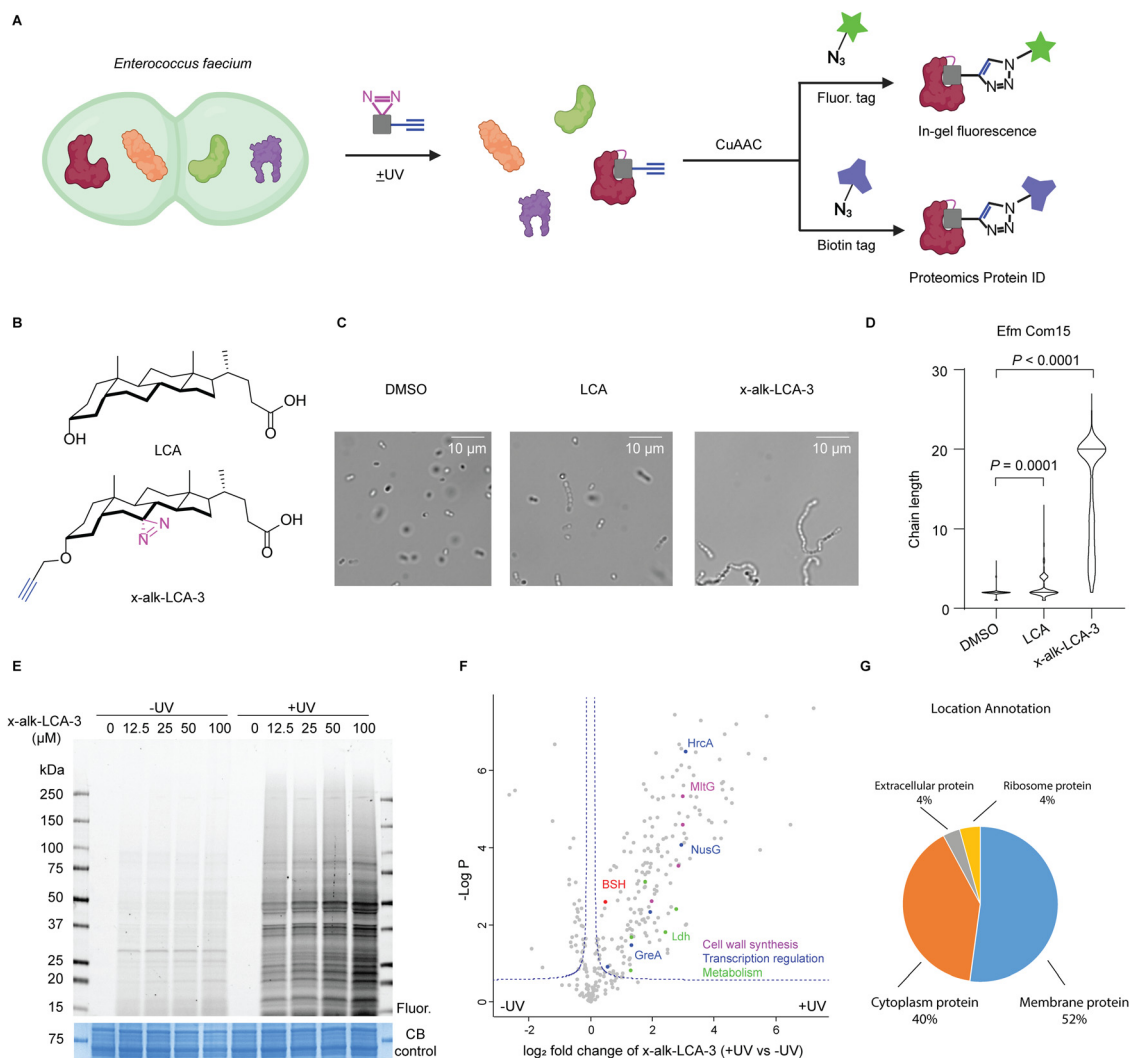 A
Enterococcus faecium
N
N
±UV
CuAAC
N3
Fluor. tag
N3
Biotin tag
N
N
N
In-gel fluorescence
N
N
N
Proteomics Protein ID
B
OH
O
OH
LCA
N
N
O
OH
O
x-alk-LCA-3
C
DMSO
LCA
x-alk-LCA-3
10 µm
10 µm
10 µm
D
Efm Com15
P < 0.0001
P = 0.0001
Chain length
30
20
10
0
DMSO
LCA
x-alk-LCA-3
E
-UV
+UV
x-alk-LCA-3
(µM)
0 12.5 25 50 100 0 12.5 25 50 100
kDa
250
150
100
75
50
37
25
20
15
Fluor.
75
CB
control
F
-Log P
6
4
2
0
HrcA
MltG
NusG
BSH
Ldh
GreA
Cell wall synthesis
Transcription regulation
Metabolism
-UV
+UV
−2 0 2 4 6
log₂ fold change of x-alk-LCA-3 (+UV vs -UV)
G
Location Annotation
Extracellular protein
4%
Ribosome protein
4%
Cytoplasm protein
40%
Membrane protein
52%